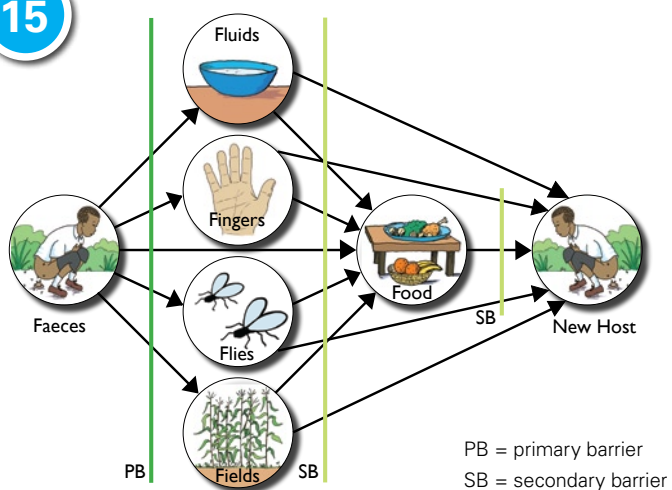 15
Fluids
Fingers
Faeces
Food
New Host
Flies
Fields
PB
SB
SB
PB = primary barrier
SB = secondary barrier